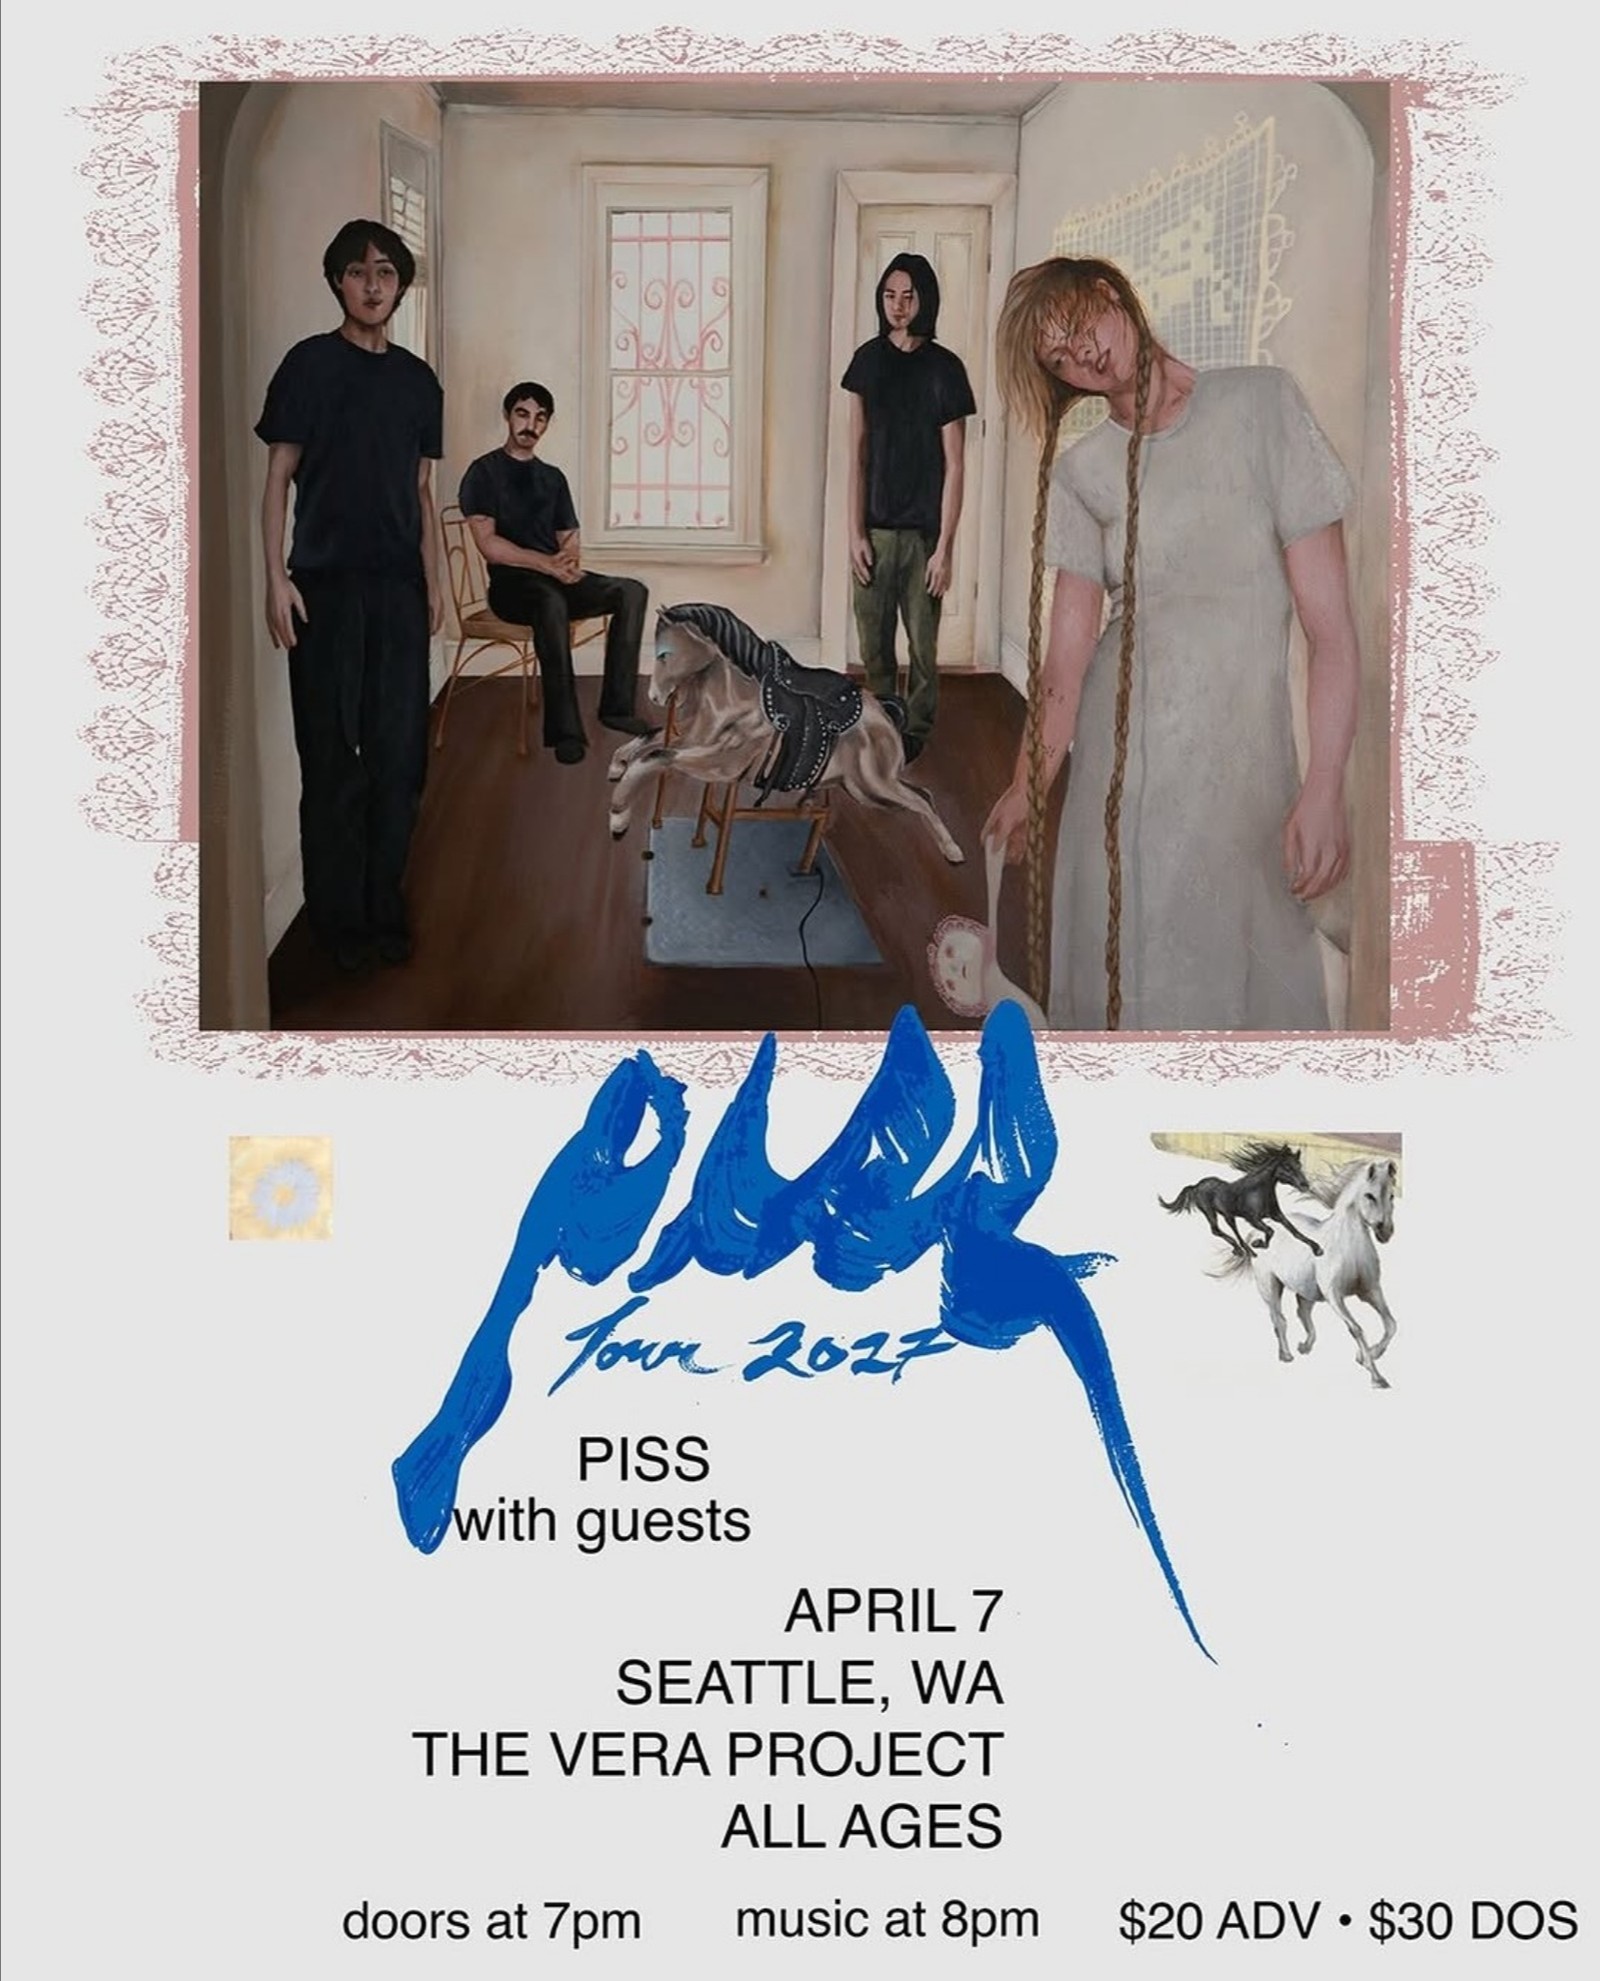 piss
Tour 2027
PISS
with guests
APRIL 7
SEATTLE, WA
THE VERA PROJECT
ALL AGES
doors at 7pm music at 8pm $20 ADV • $30 DOS